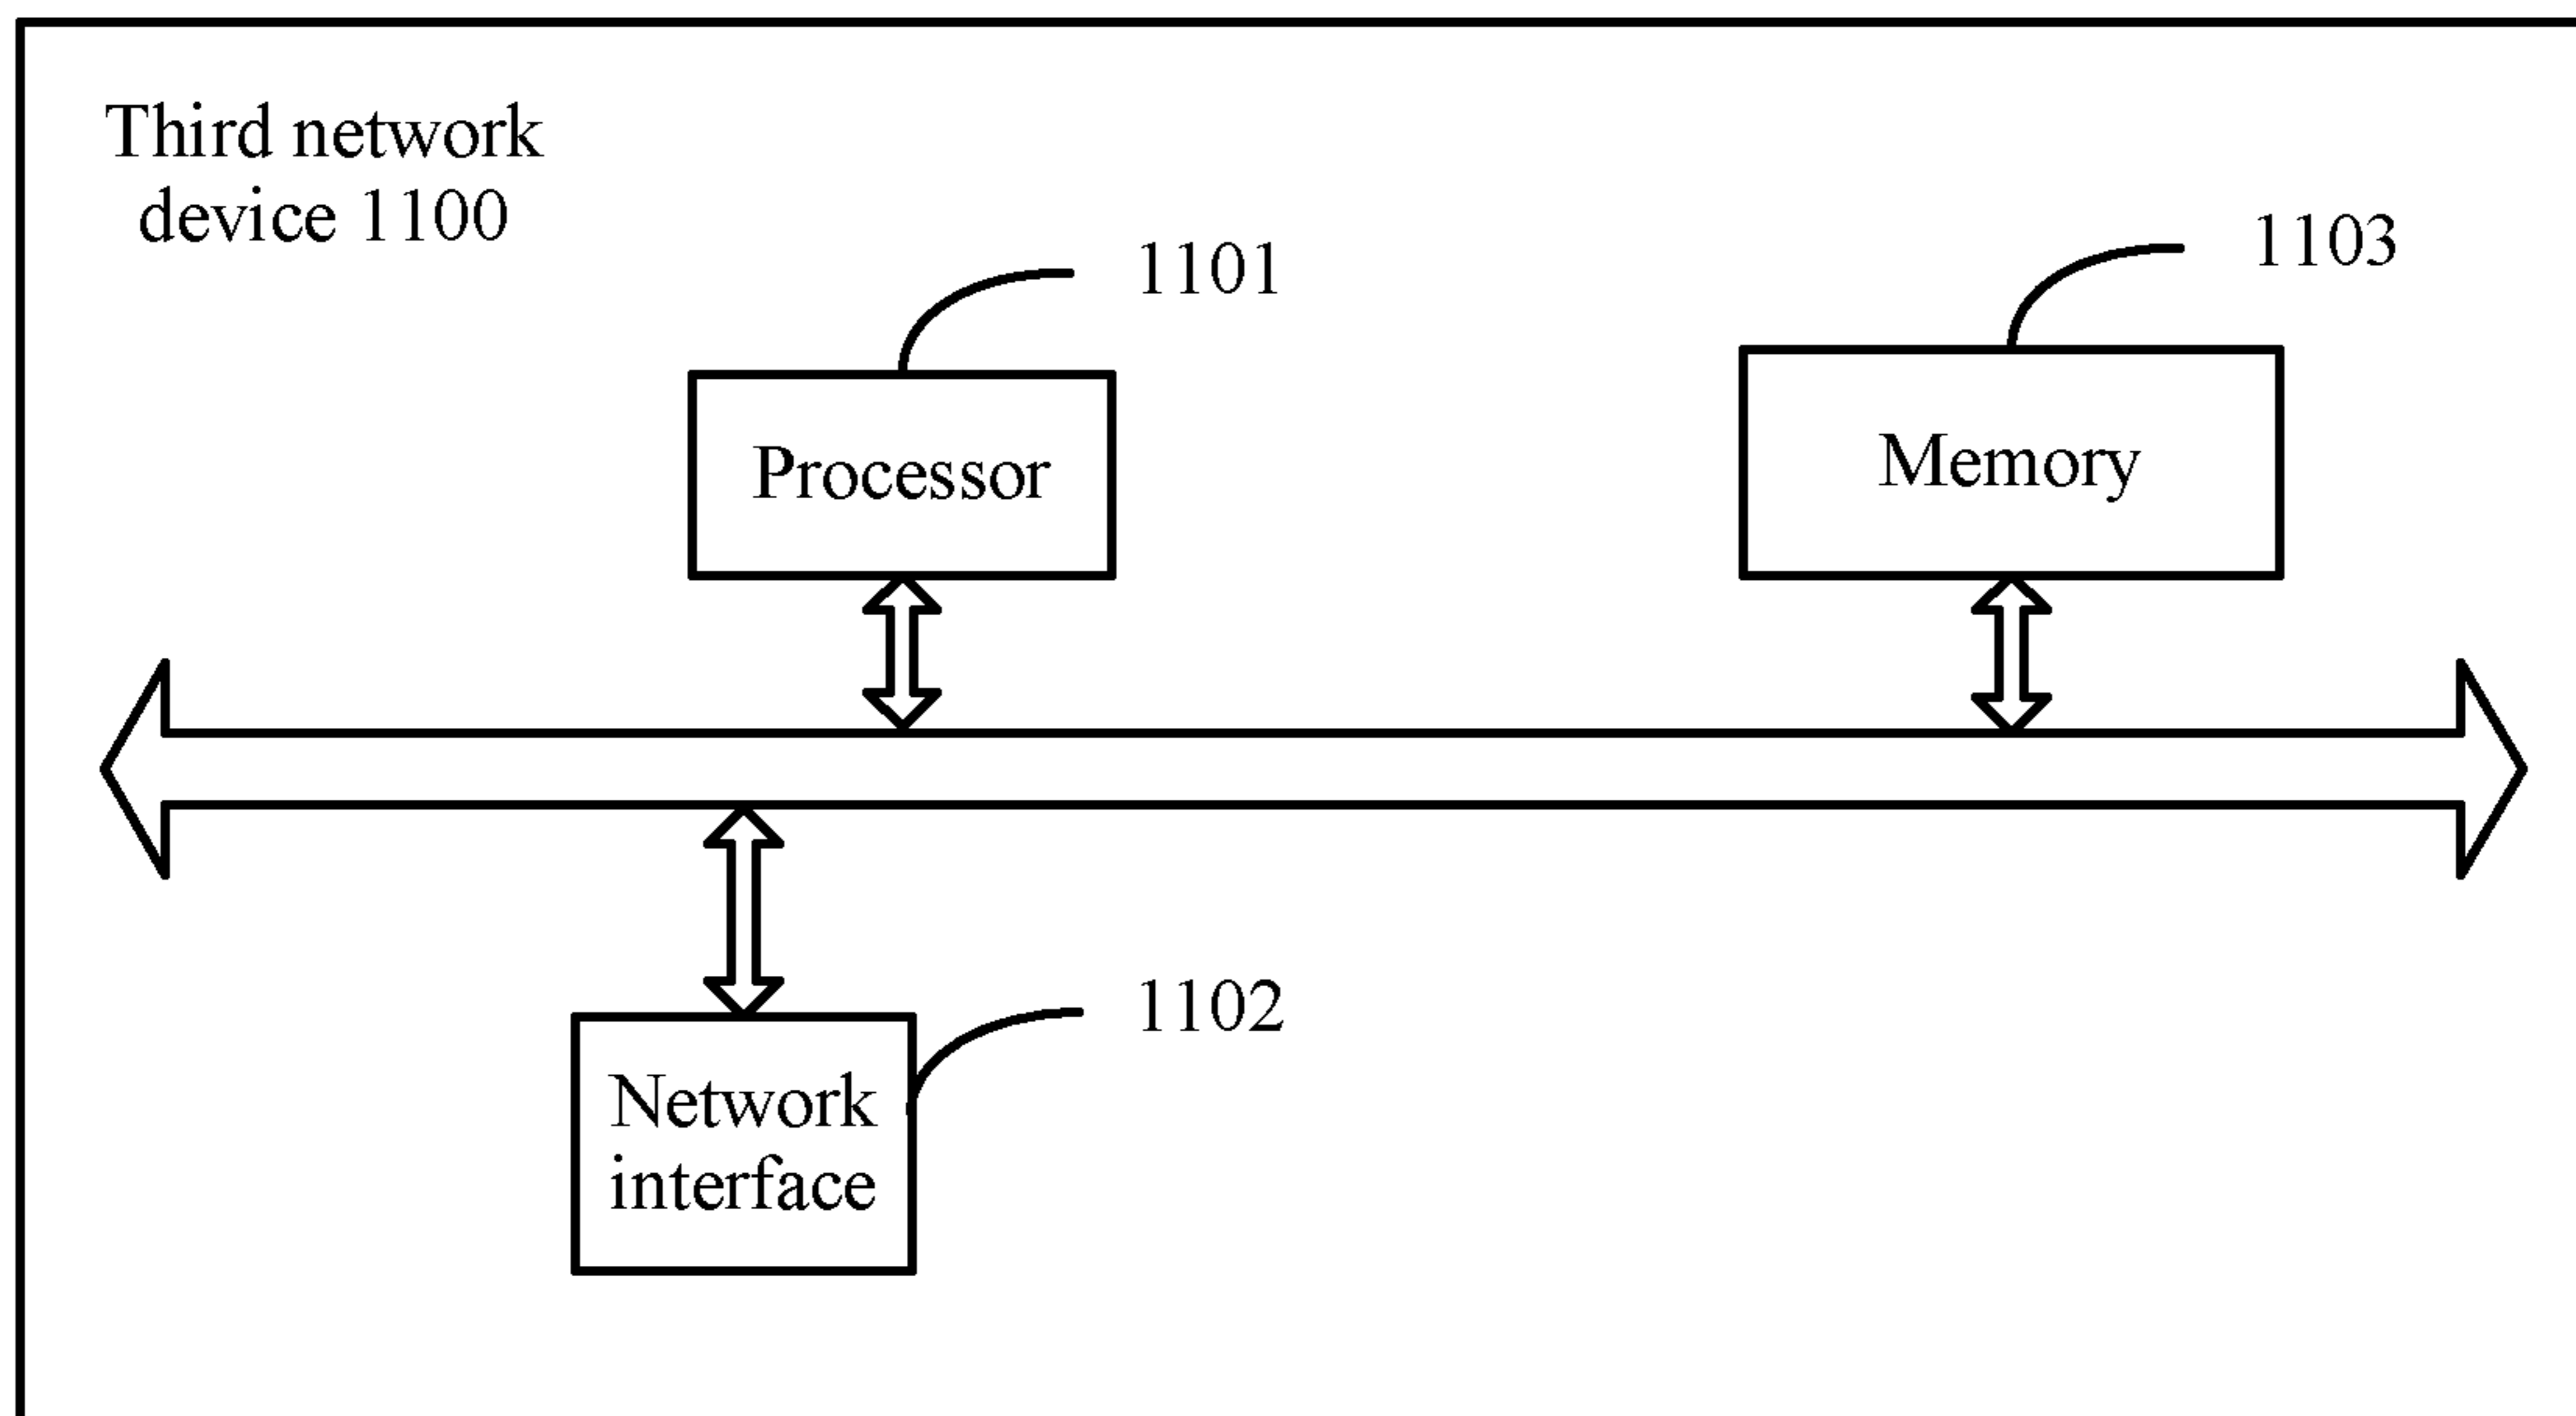 Third network
device 1100
1101
1103
Processor
Memory
1102
Network
interface